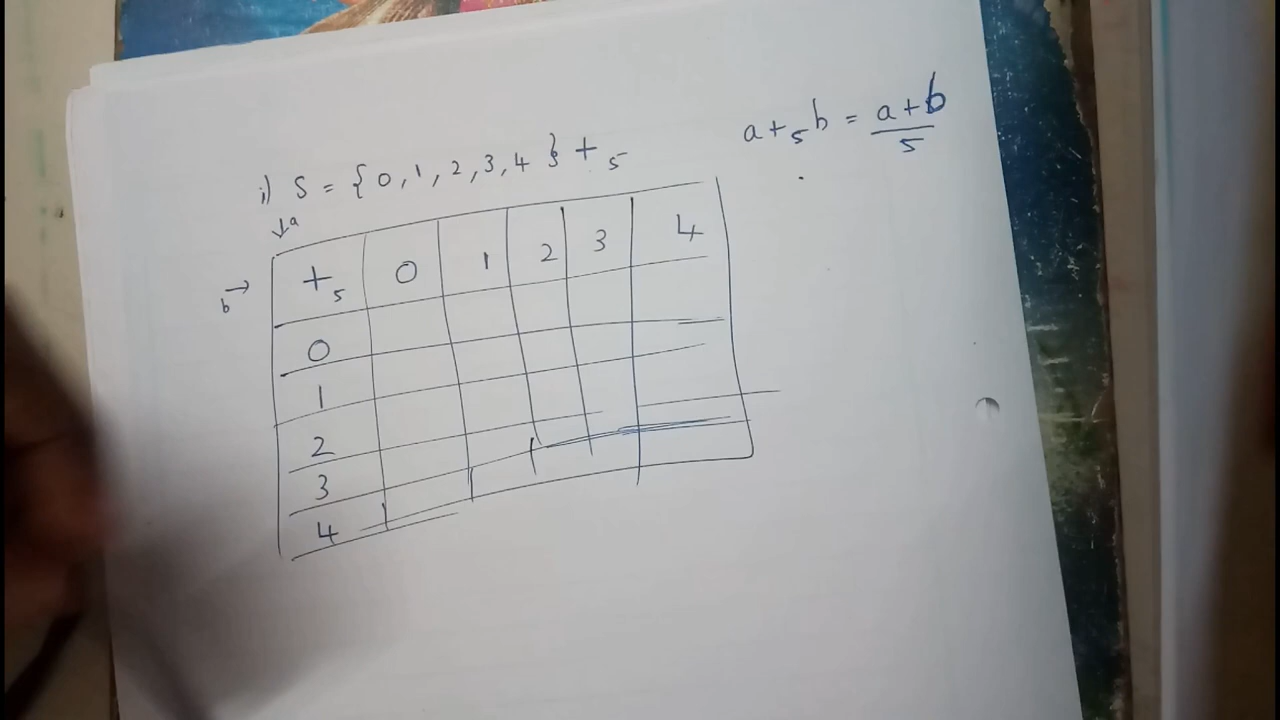 i) S = {0, 1, 2, 3, 4} +₅
a +₅ b = (a+b)/5
↓a
b→
+₅ 0 1 2 3 4
0
1
2
3
4